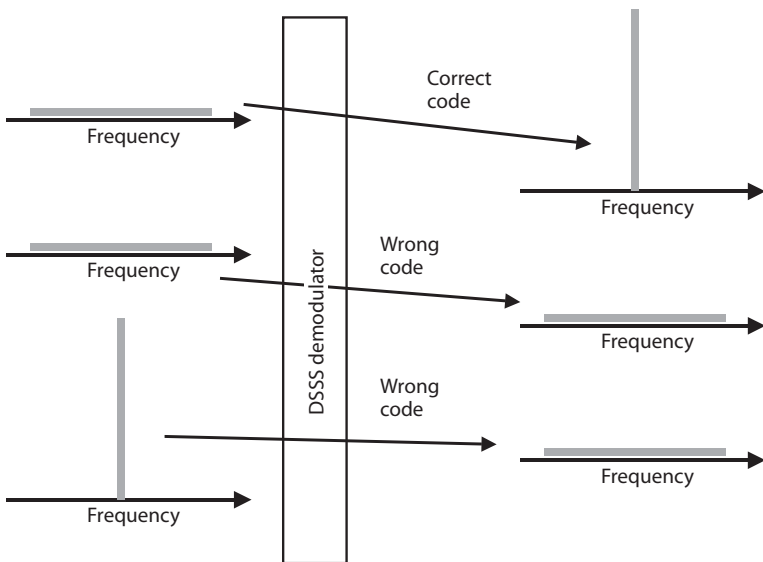 Correct
code
Frequency
Frequency
Wrong
code
Frequency
DSSS demodulator
Frequency
Wrong
code
Frequency
Frequency